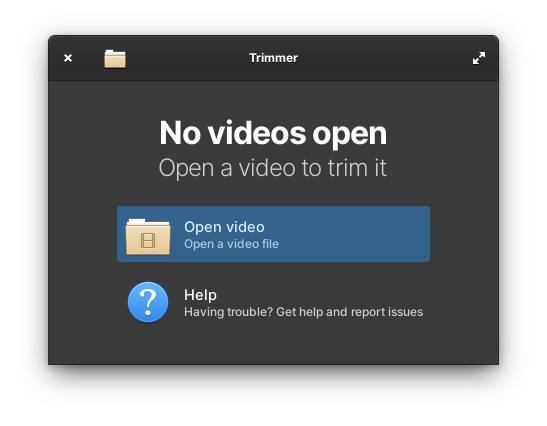 Trimmer
No videos open
Open a video to trim it
Open video
Open a video file
?
Help
Having trouble? Get help and report issues